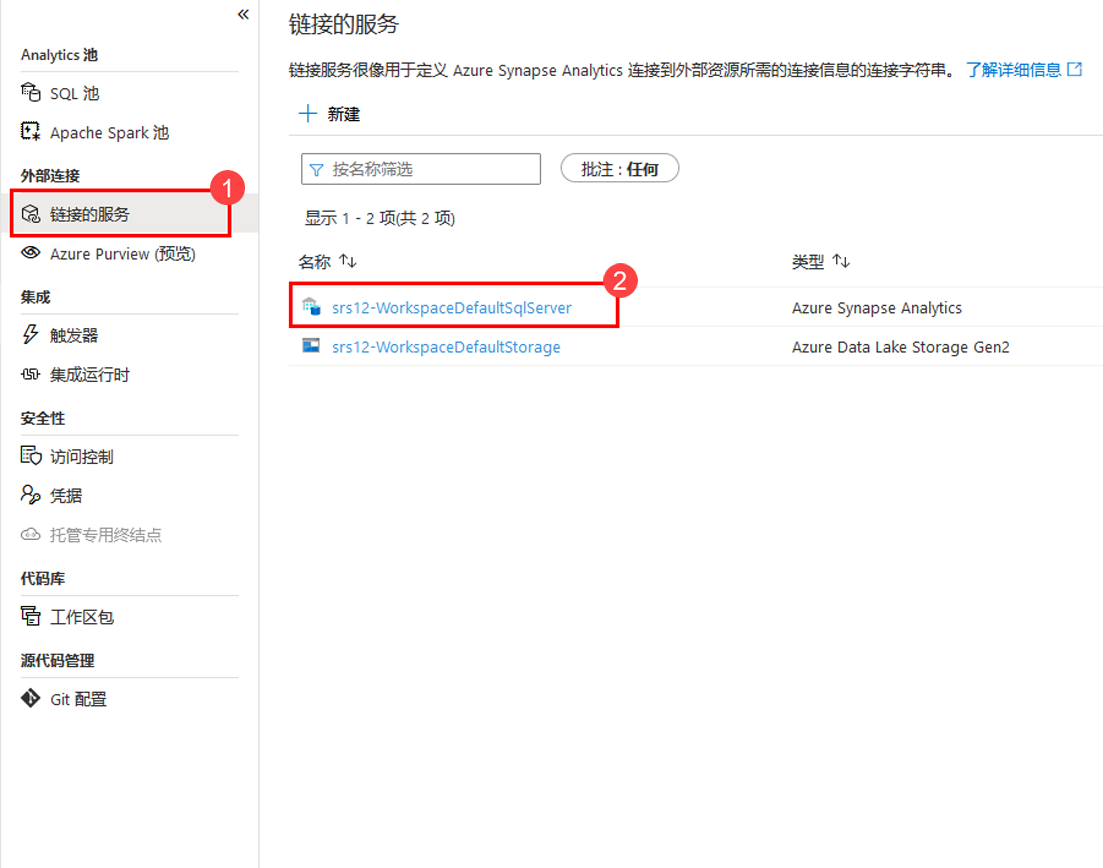 «
Analytics 池
SQL 池
Apache Spark 池
外部连接
1
链接的服务
Azure Purview (预览)
集成
触发器
集成运行时
安全性
访问控制
凭据
托管专用终结点
代码库
工作区包
源代码管理
Git 配置
链接的服务
链接服务很像用于定义 Azure Synapse Analytics 连接到外部资源所需的连接信息的连接字符串。 了解详细信息
+ 新建
按名称筛选 批注 : 任何
显示 1 - 2 项(共 2 项)
名称 ↑↓ 类型 ↑↓
2
srs12-WorkspaceDefaultSqlServer Azure Synapse Analytics
srs12-WorkspaceDefaultStorage Azure Data Lake Storage Gen2